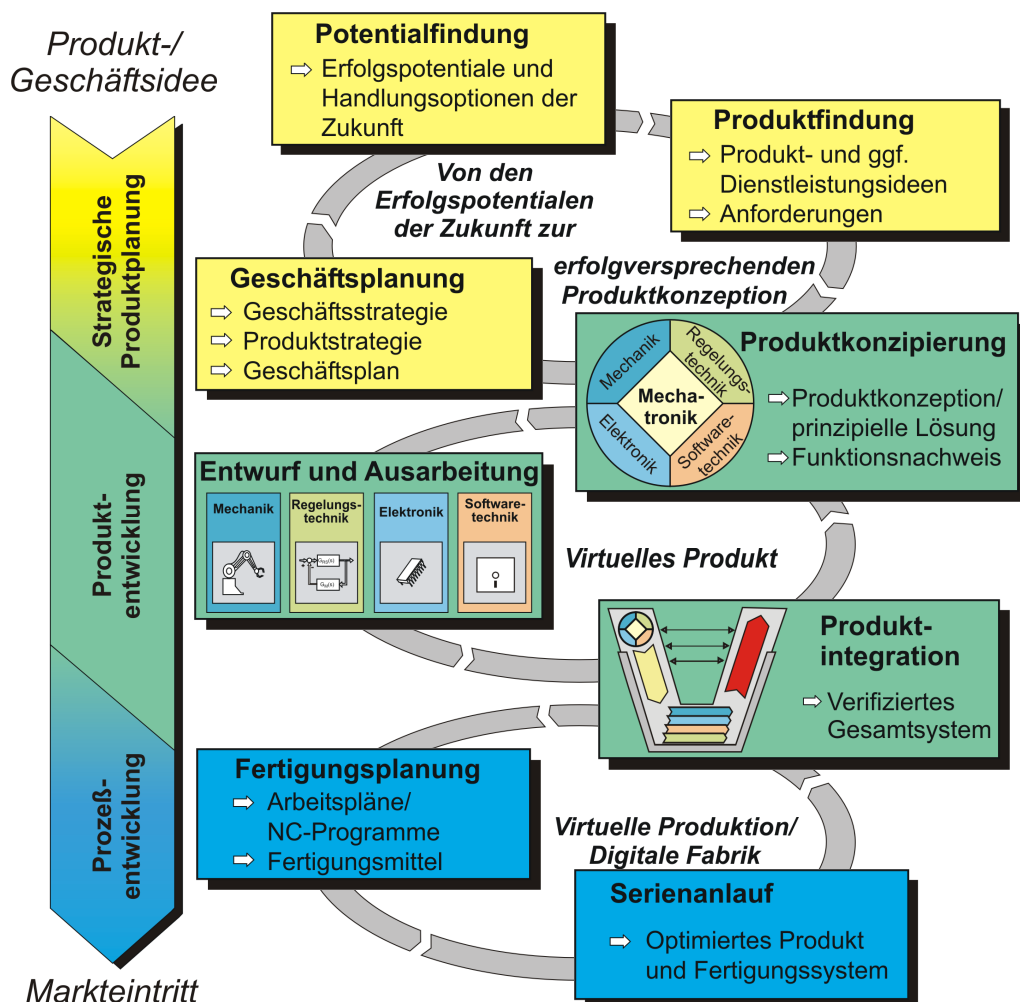 Produkt-/
Geschäftsidee
Strategische
Produktplanung
Produkt-
entwicklung
Prozeß-
entwicklung
Markteintritt
Potentialfindung
Erfolgspotentiale und
Handlungsoptionen der
Zukunft
Produktfindung
Produkt- und ggf.
Dienstleistungsideen
Anforderungen
Von den
Erfolgspotentialen
der Zukunft zur
erfolgversprechenden
Produktkonzeption
Geschäftsplanung
Geschäftsstrategie
Produktstrategie
Geschäftsplan
Produktkonzipierung
Mechanik
Regelungs-
technik
Mecha-
tronik
Elektronik
Software-
technik
Produktkonzeption/
prinzipielle Lösung
Funktionsnachweis
Entwurf und Ausarbeitung
Mechanik
Regelungs-
technik
Elektronik
Software-
technik
Virtuelles Produkt
Produkt-
integration
Verifiziertes
Gesamtsystem
Fertigungsplanung
Arbeitspläne/
NC-Programme
Fertigungsmittel
Virtuelle Produktion/
Digitale Fabrik
Serienanlauf
Optimiertes Produkt
und Fertigungssystem